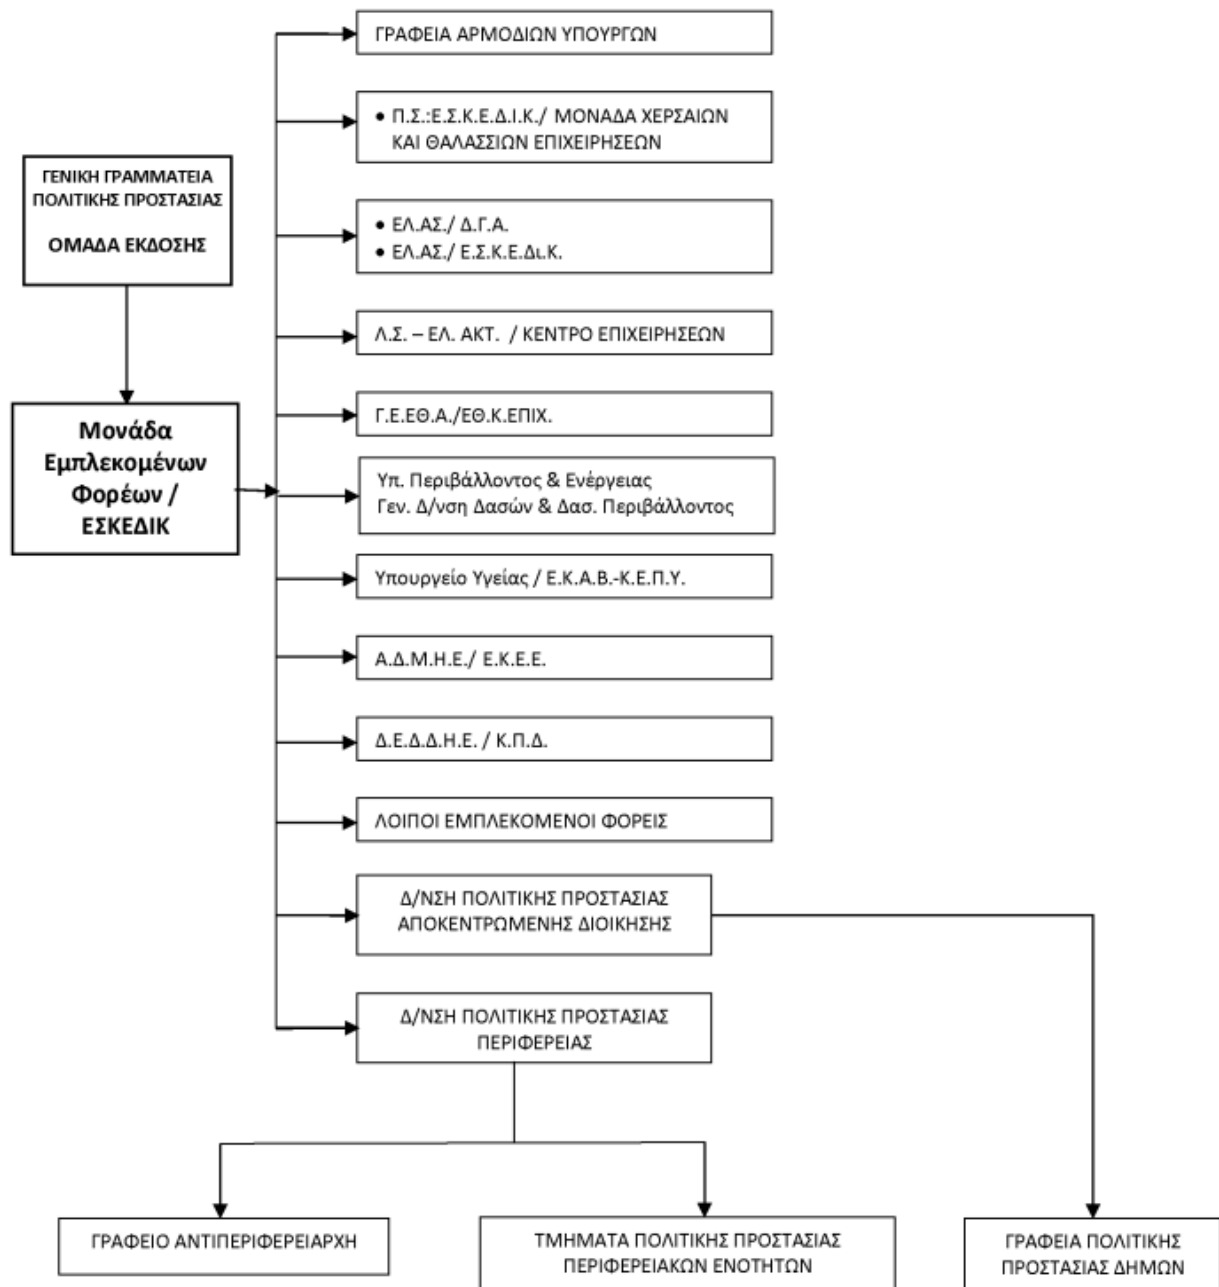 ΓΡΑΦΕΙΑ ΑΡΜΟΔΙΩΝ ΥΠΟΥΡΓΩΝ
• Π.Σ.:Ε.Σ.Κ.Ε.Δ.Ι.Κ./ ΜΟΝΑΔΑ ΧΕΡΣΑΙΩΝ
ΚΑΙ ΘΑΛΑΣΣΙΩΝ ΕΠΙΧΕΙΡΗΣΕΩΝ
ΓΕΝΙΚΗ ΓΡΑΜΜΑΤΕΙΑ
ΠΟΛΙΤΙΚΗΣ ΠΡΟΣΤΑΣΙΑΣ
ΟΜΑΔΑ ΕΚΔΟΣΗΣ
• ΕΛ.ΑΣ./ Δ.Γ.Α.
• ΕΛ.ΑΣ./ Ε.Σ.Κ.Ε.Δι.Κ.
Λ.Σ. – ΕΛ. ΑΚΤ. / ΚΕΝΤΡΟ ΕΠΙΧΕΙΡΗΣΕΩΝ
Μονάδα
Εμπλεκομένων
Φορέων /
ΕΣΚΕΔΙΚ
Γ.Ε.ΕΘ.Α./ΕΘ.Κ.ΕΠΙΧ.
Υπ. Περιβάλλοντος & Ενέργειας
Γεν. Δ/νση Δασών & Δασ. Περιβάλλοντος
Υπουργείο Υγείας / Ε.Κ.Α.Β.-Κ.Ε.Π.Υ.
Α.Δ.Μ.Η.Ε./ Ε.Κ.Ε.Ε.
Δ.Ε.Δ.Δ.Η.Ε. / Κ.Π.Δ.
ΛΟΙΠΟΙ ΕΜΠΛΕΚΟΜΕΝΟΙ ΦΟΡΕΙΣ
Δ/ΝΣΗ ΠΟΛΙΤΙΚΗΣ ΠΡΟΣΤΑΣΙΑΣ
ΑΠΟΚΕΝΤΡΩΜΕΝΗΣ ΔΙΟΙΚΗΣΗΣ
Δ/ΝΣΗ ΠΟΛΙΤΙΚΗΣ ΠΡΟΣΤΑΣΙΑΣ
ΠΕΡΙΦΕΡΕΙΑΣ
ΓΡΑΦΕΙΟ ΑΝΤΙΠΕΡΙΦΕΡΕΙΑΡΧΗ
ΤΜΗΜΑΤΑ ΠΟΛΙΤΙΚΗΣ ΠΡΟΣΤΑΣΙΑΣ
ΠΕΡΙΦΕΡΕΙΑΚΩΝ ΕΝΟΤΗΤΩΝ
ΓΡΑΦΕΙΑ ΠΟΛΙΤΙΚΗΣ
ΠΡΟΣΤΑΣΙΑΣ ΔΗΜΩΝ